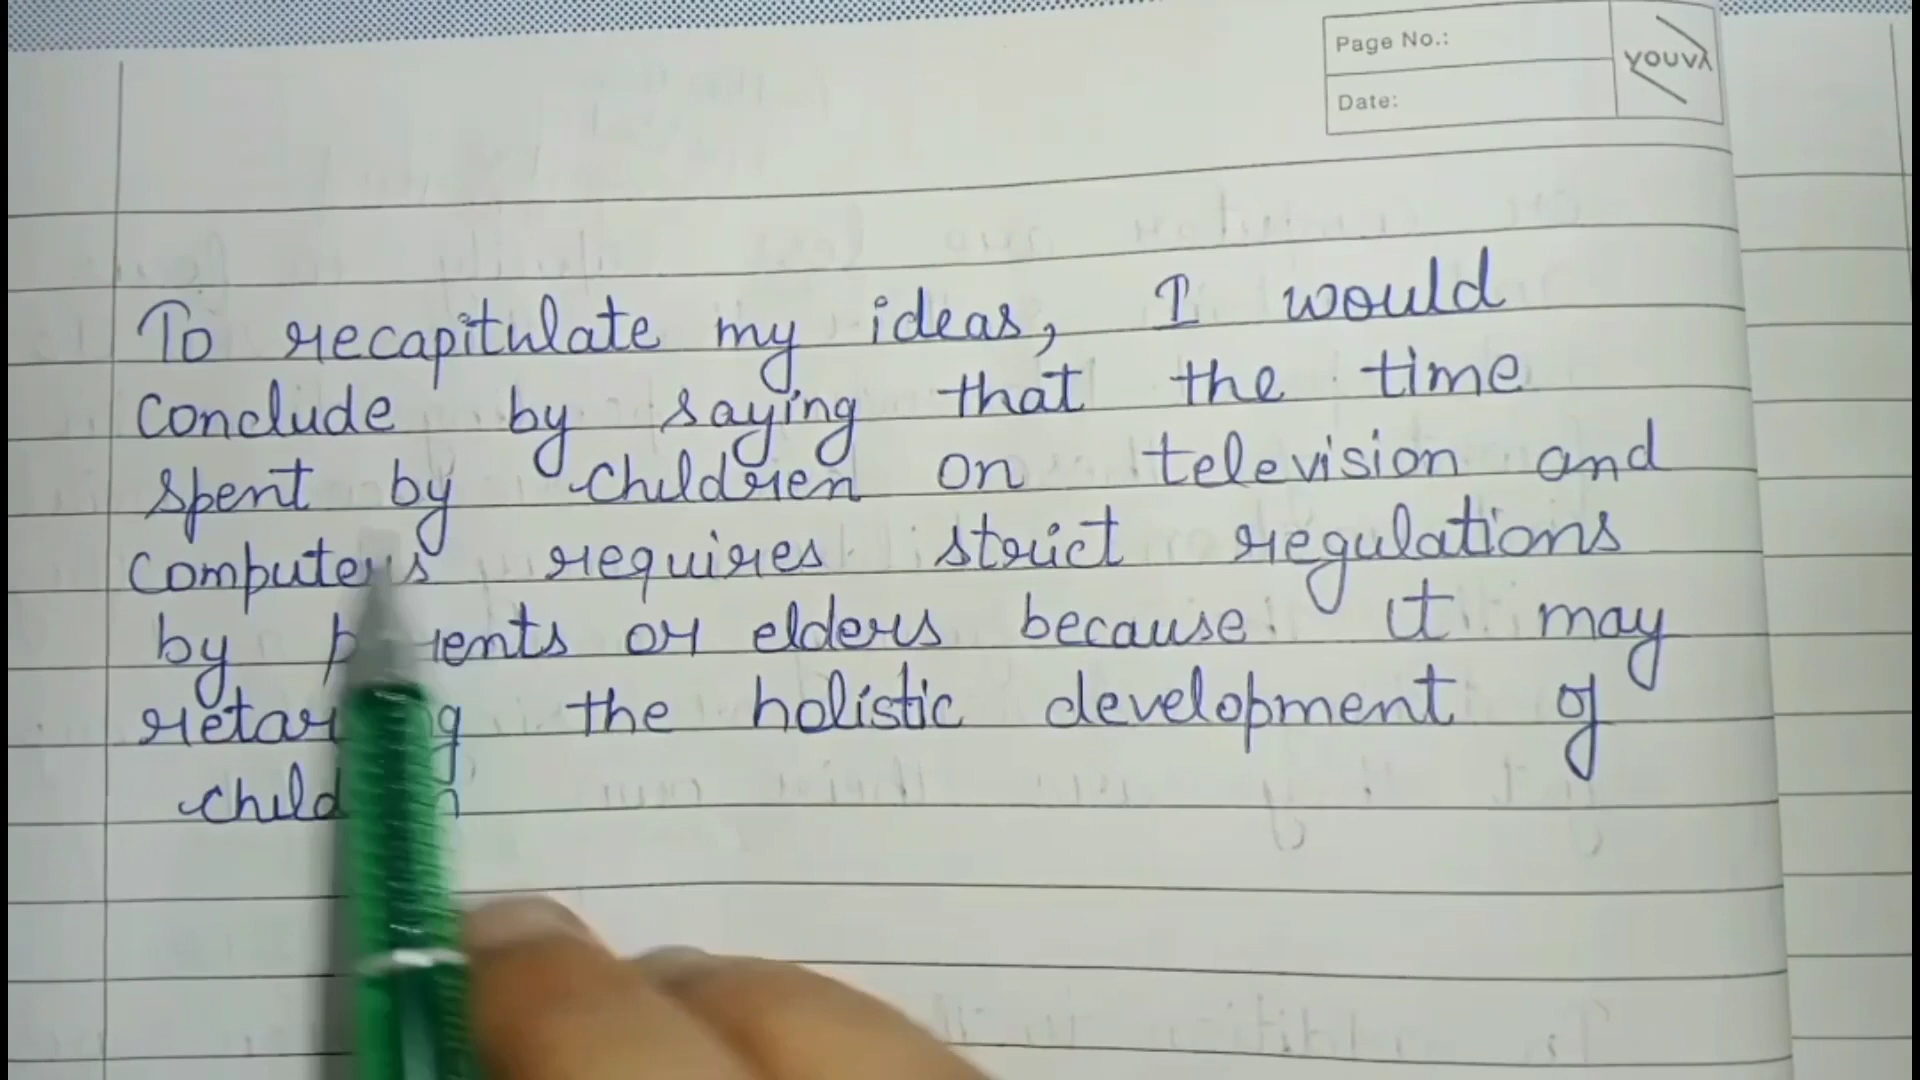 Page No.:
YOUVA
Date:
To recapitulate my ideas, I would
conclude by saying that the time
spent by children on television and
computers requires strict regulations
by or elders because it may
the holistic development of